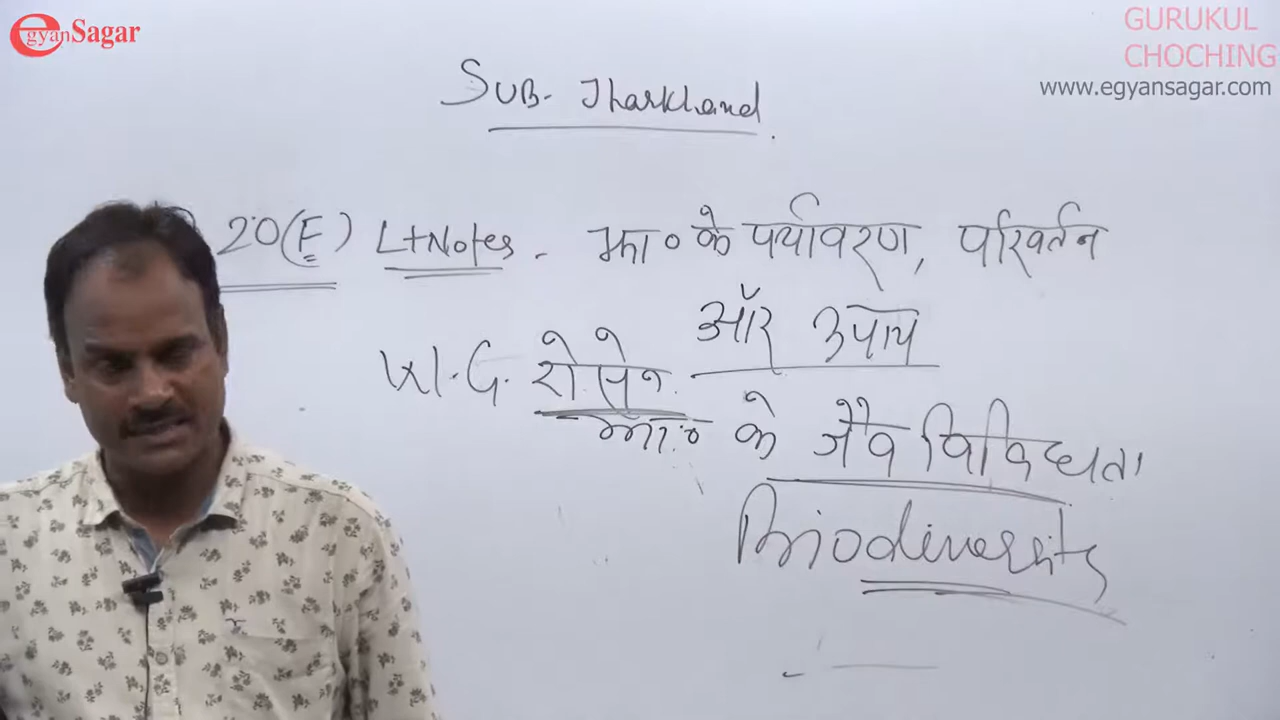 egyanSagar
GURUKUL
CHOCHING
www.egyansagar.com
SUB- Jharkhand
20(E) L+Notes - झा० के पर्यावरण, परिवर्तन
और उपाय
W.G. रोसेन
झा० के जैव विविधता
Biodiversity